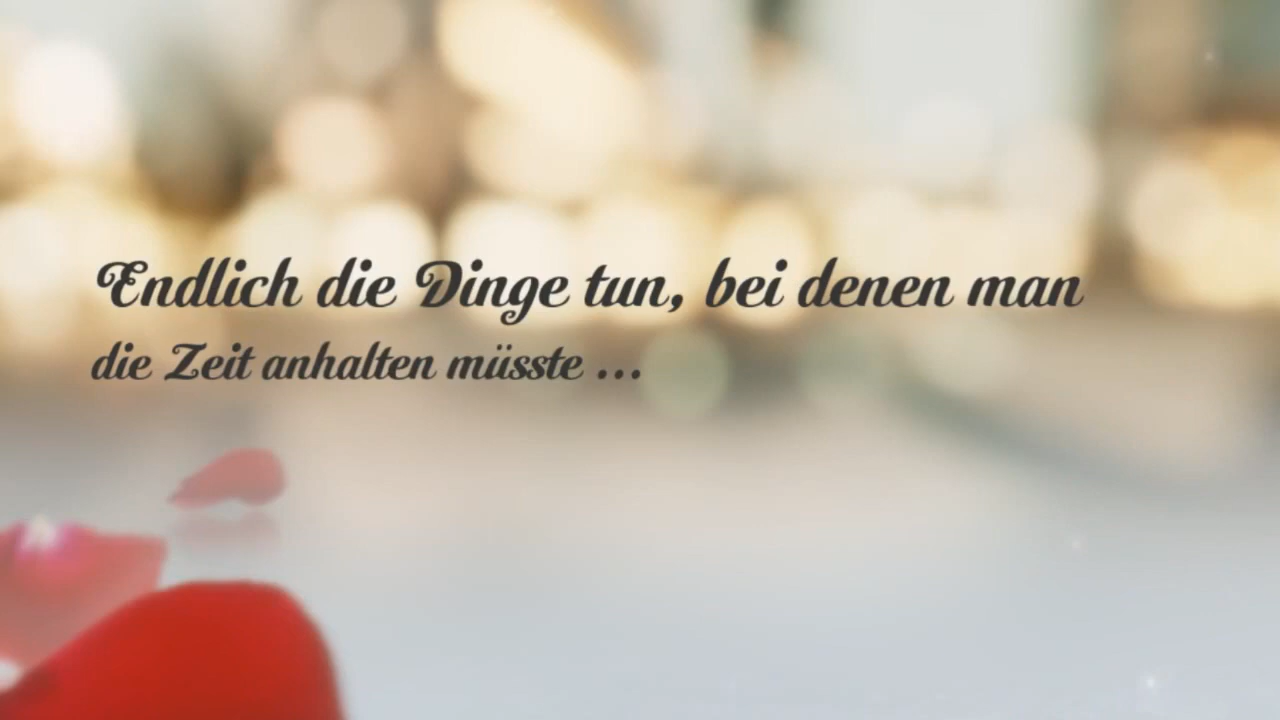 Endlich die Dinge tun, bei denen man
die Zeit anhalten müsste ...